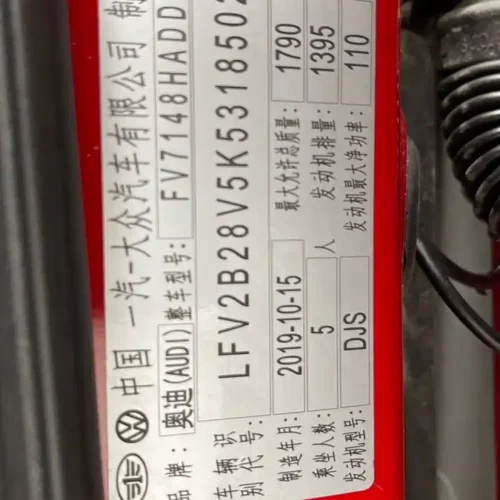 中国 一汽-大众汽车有限公司 制
品牌: 奥迪(AUDI) 整车型号: FV7148HADD
车辆识别代号: LFV2B28V5K5318502
制造年月: 2019-10-15 最大允许总质量: 1790
乘坐人数: 5 人 发动机排量: 1395
发动机型号: DJS 发动机最大净功率: 110